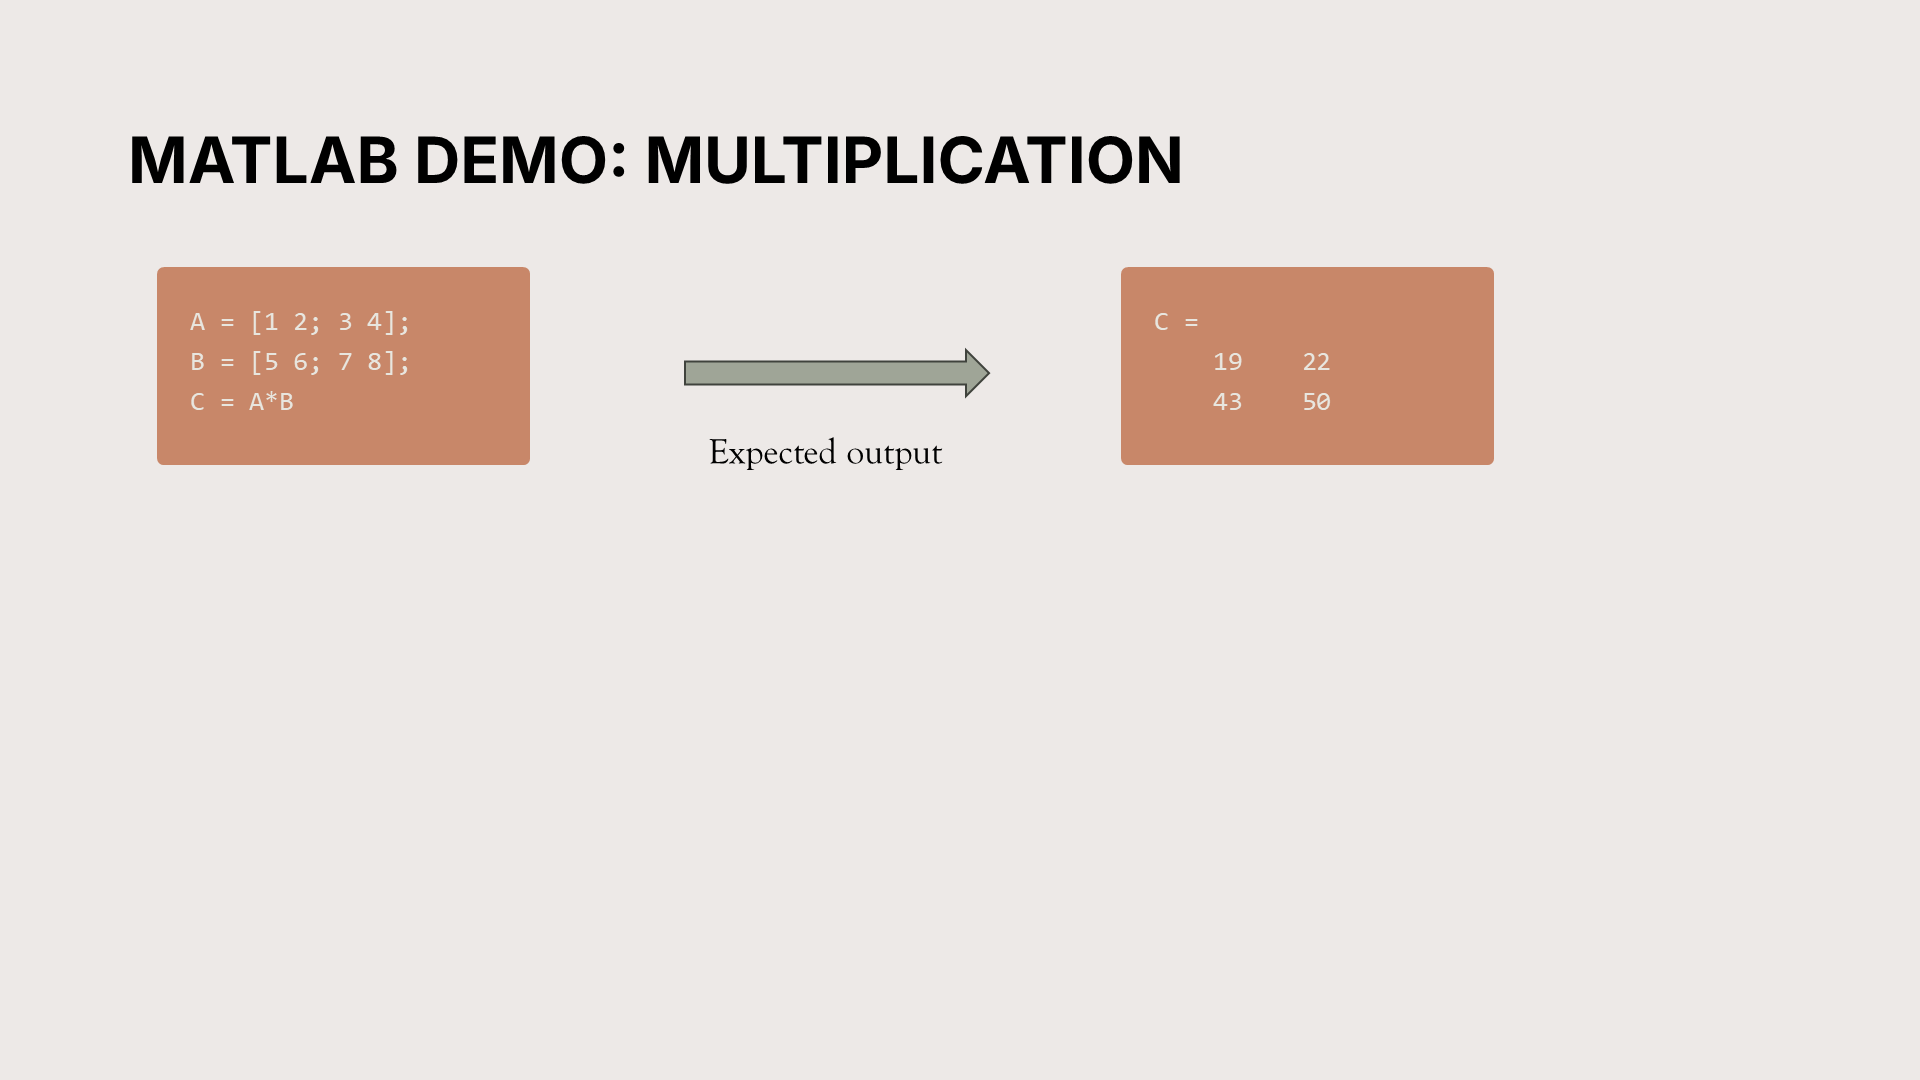 MATLAB DEMO: MULTIPLICATION
A = [1 2; 3 4];
B = [5 6; 7 8];
C = A*B
Expected output
C =
19    22
43    50